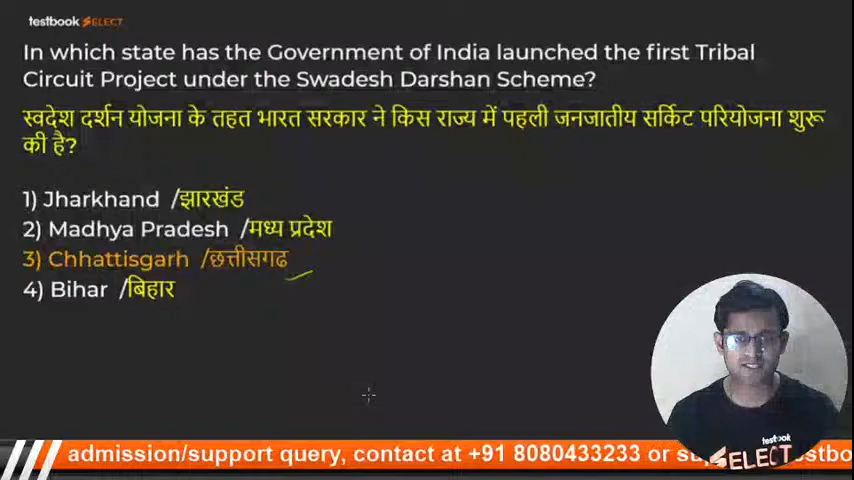 testbook SELECT
In which state has the Government of India launched the first Tribal
Circuit Project under the Swadesh Darshan Scheme?
स्वदेश दर्शन योजना के तहत भारत सरकार ने किस राज्य में पहली जनजातीय सर्किट परियोजना शुरू
की है?
1) Jharkhand /झारखंड
2) Madhya Pradesh /मध्य प्रदेश
3) Chhattisgarh /छत्तीसगढ
4) Bihar /बिहार
testbook
SELECT
admission/support query, contact at +91 8080433233 or